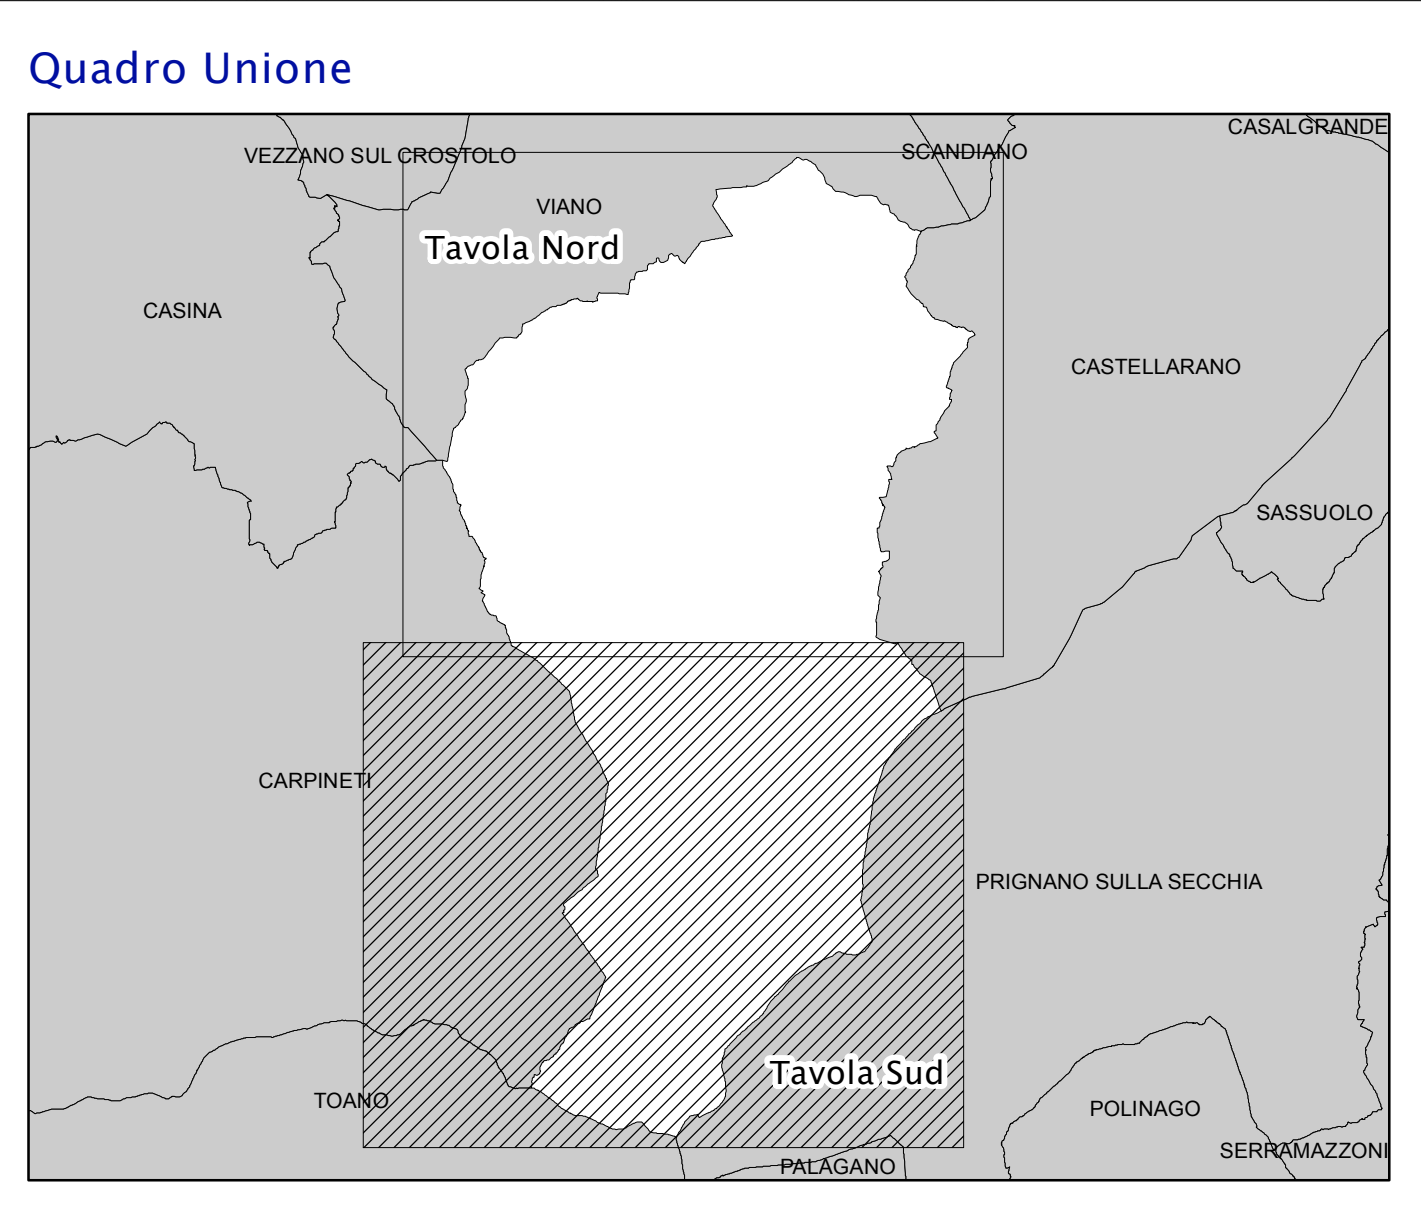 Quadro Unione
CASALGRANDE
SCANDIANO
VEZZANO SUL CROSTOLO
VIANO
Tavola Nord
CASINA
CASTELLARANO
SASSUOLO
CARPINETI
PRIGNANO SULLA SECCHIA
Tavola Sud
TOANO
POLINAGO
SERRAMAZZONI
PALAGANO